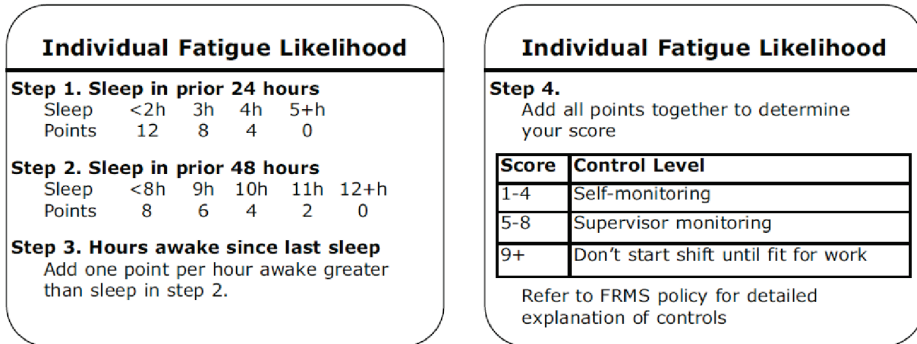 Individual Fatigue Likelihood
Step 1. Sleep in prior 24 hours
Sleep <2h 3h 4h 5+h
Points 12 8 4 0
Step 2. Sleep in prior 48 hours
Sleep <8h 9h 10h 11h 12+h
Points 8 6 4 2 0
Step 3. Hours awake since last sleep
Add one point per hour awake greater
than sleep in step 2.
Individual Fatigue Likelihood
Step 4.
Add all points together to determine
your score
Score Control Level
1-4 Self-monitoring
5-8 Supervisor monitoring
9+ Don’t start shift until fit for work
Refer to FRMS policy for detailed
explanation of controls